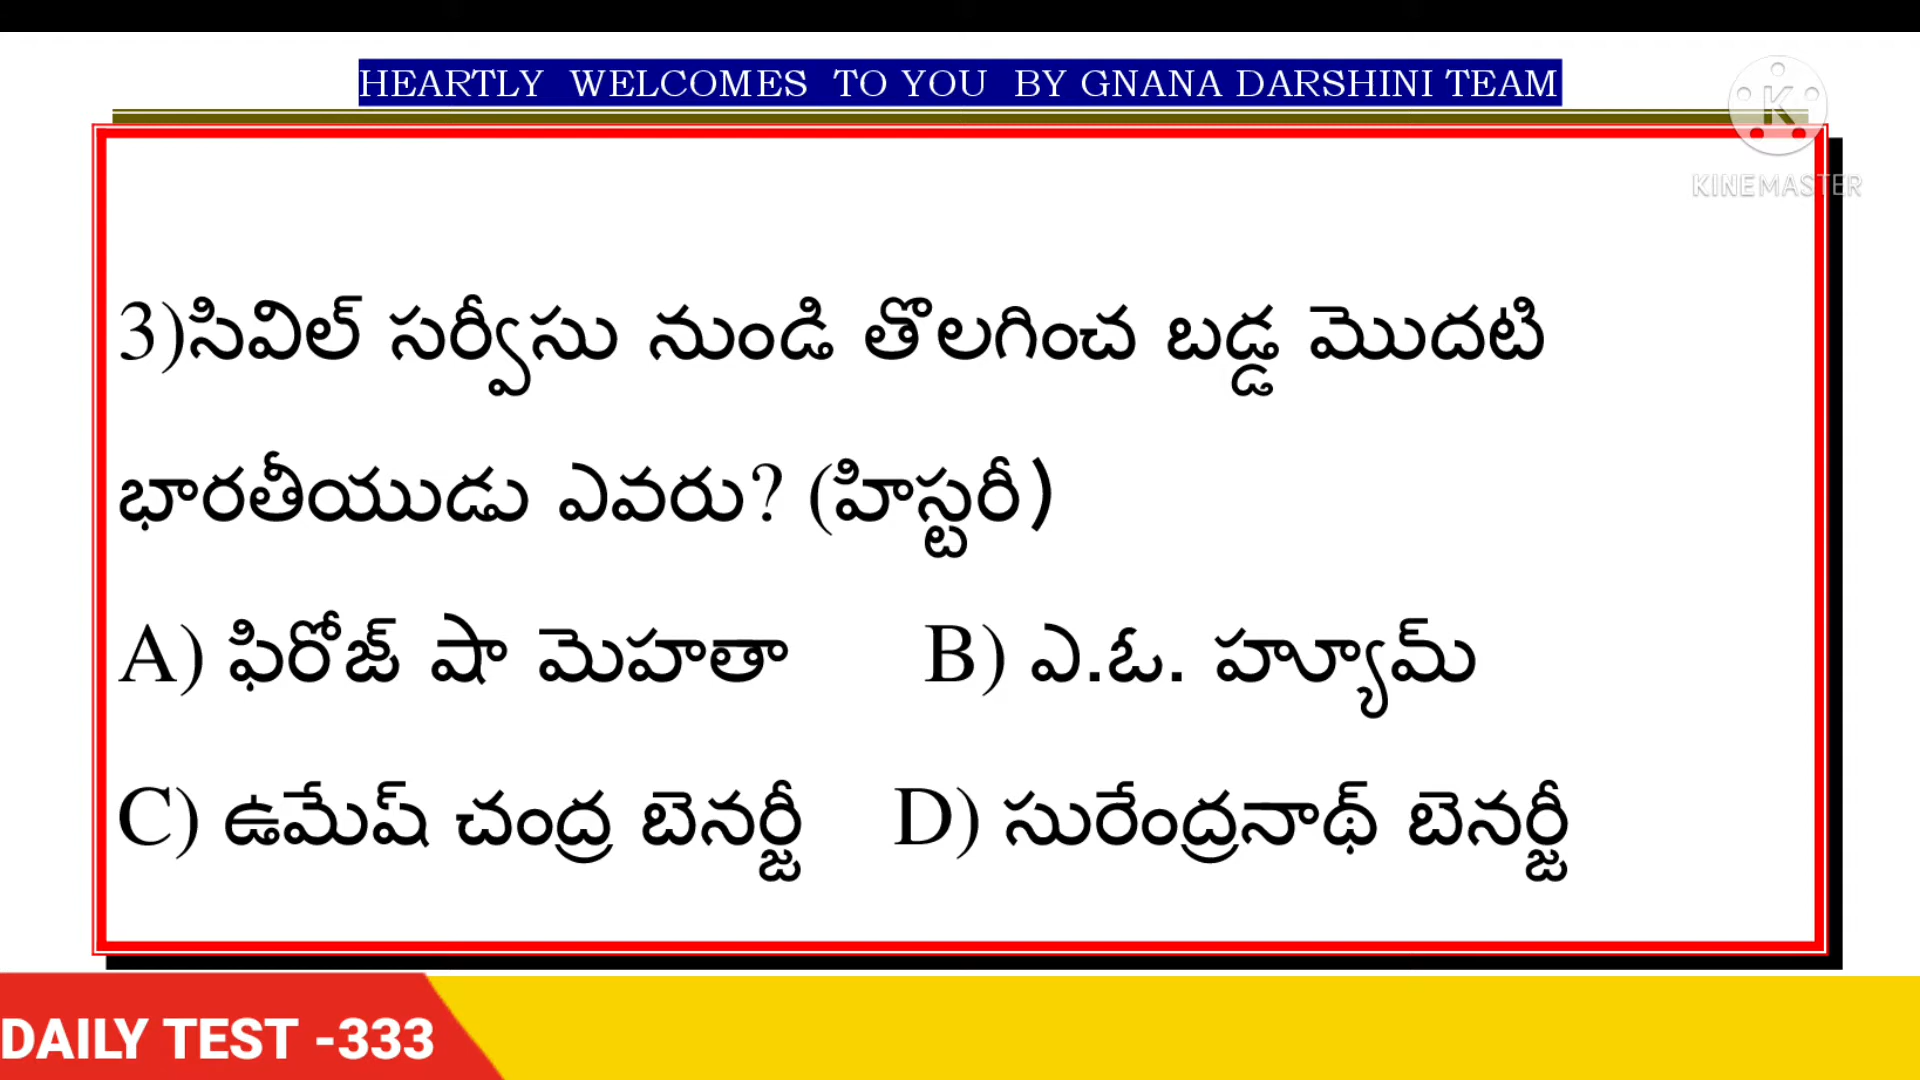 HEARTLY WELCOMES TO YOU BY GNANA DARSHINI TEAM
KINEMASTER
3)సివిల్ సర్వీసు నుండి తొలగించ బడ్డ మొదటి
భారతీయుడు ఎవరు? (హిస్టరీ)
A) ఫిరోజ్ షా మెహతా B) ఎ.ఓ. హ్యూమ్
C) ఉమేష్ చంద్ర బెనర్జీ D) సురేంద్రనాథ్ బెనర్జీ
DAILY TEST -333